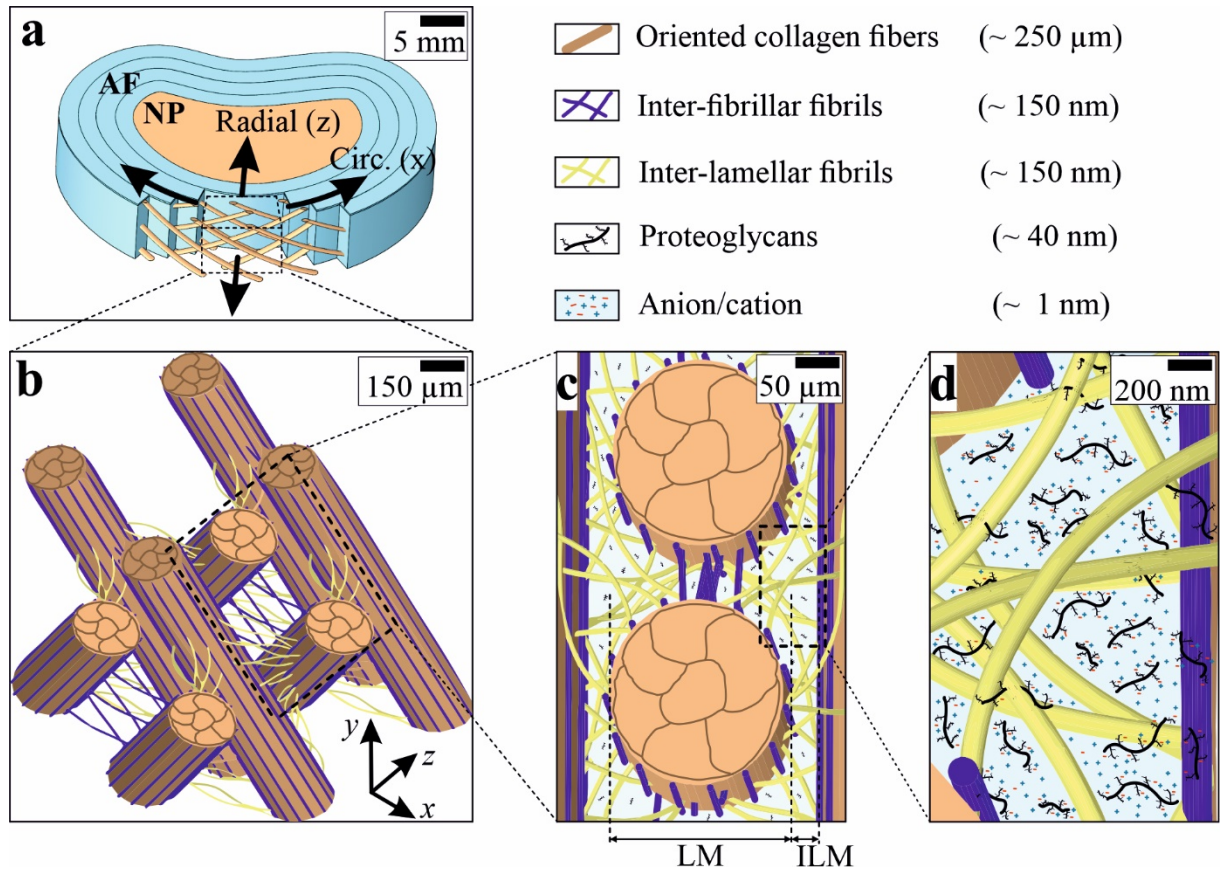 a
5 mm
AF
NP
Radial (z)
Circ. (x)
Oriented collagen fibers (~ 250 µm)
Inter-fibrillar fibrils (~ 150 nm)
Inter-lamellar fibrils (~ 150 nm)
Proteoglycans (~ 40 nm)
Anion/cation (~ 1 nm)
b
150 µm
y
z
x
c
50 µm
LM
ILM
d
200 nm